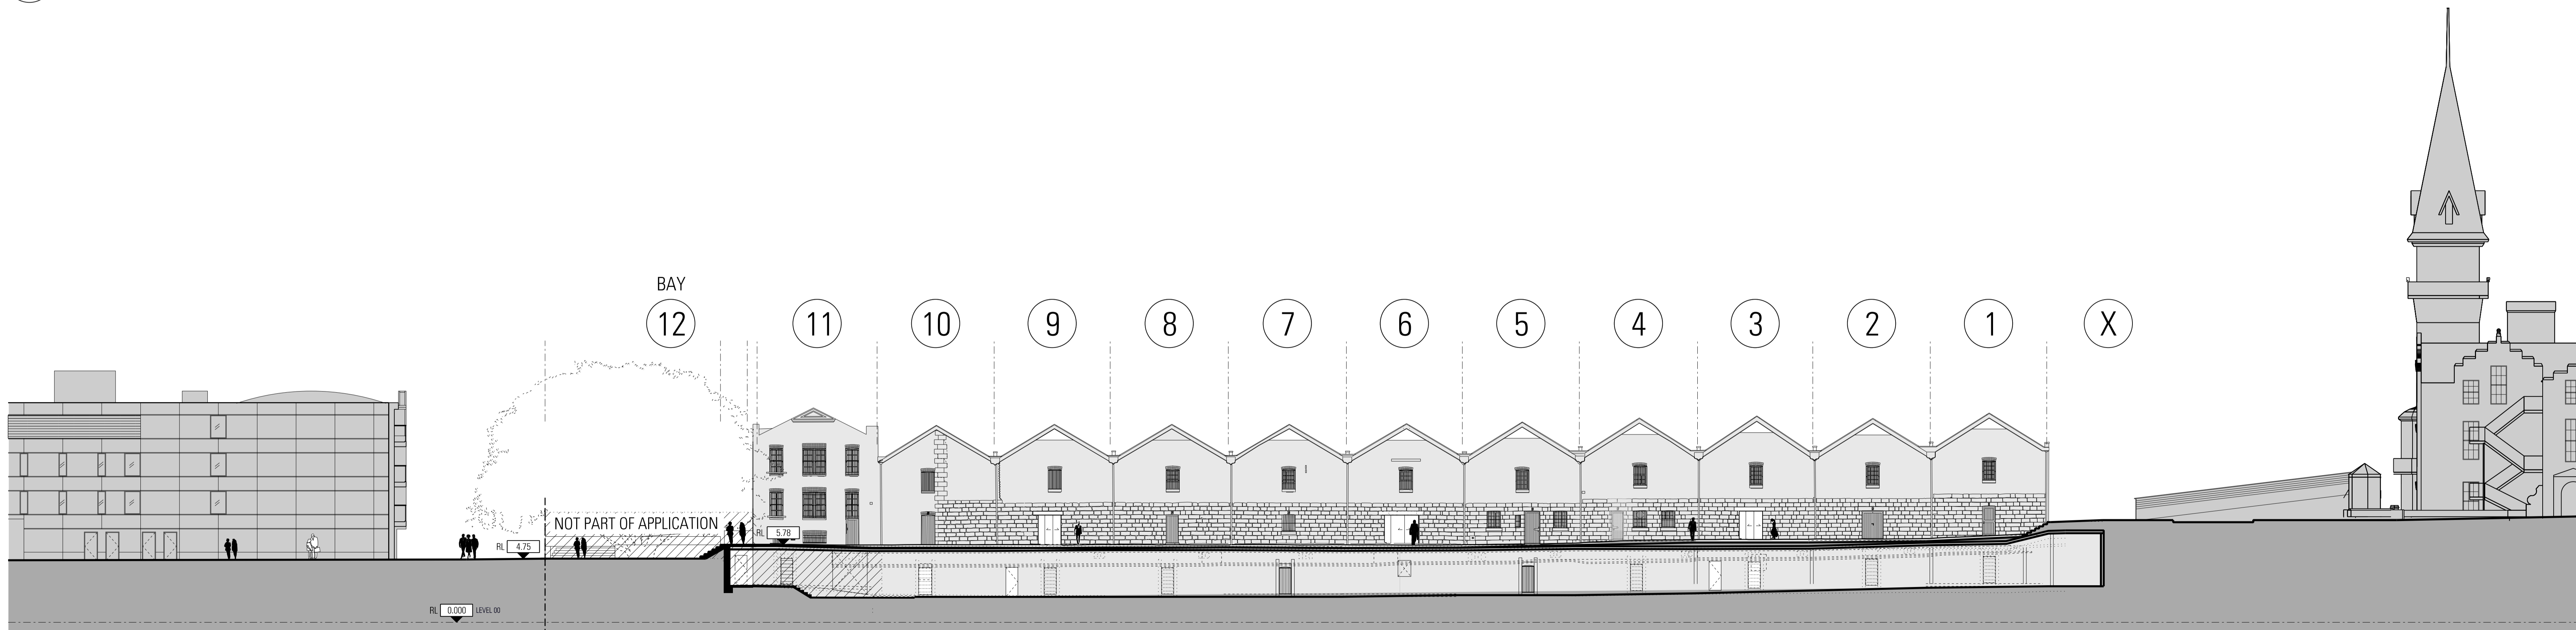 BAY
12
11
10
9
8
7
6
5
4
3
2
1
X
NOT PART OF APPLICATION
RL 5.78
RL 4.75
RL 0.000 LEVEL 00